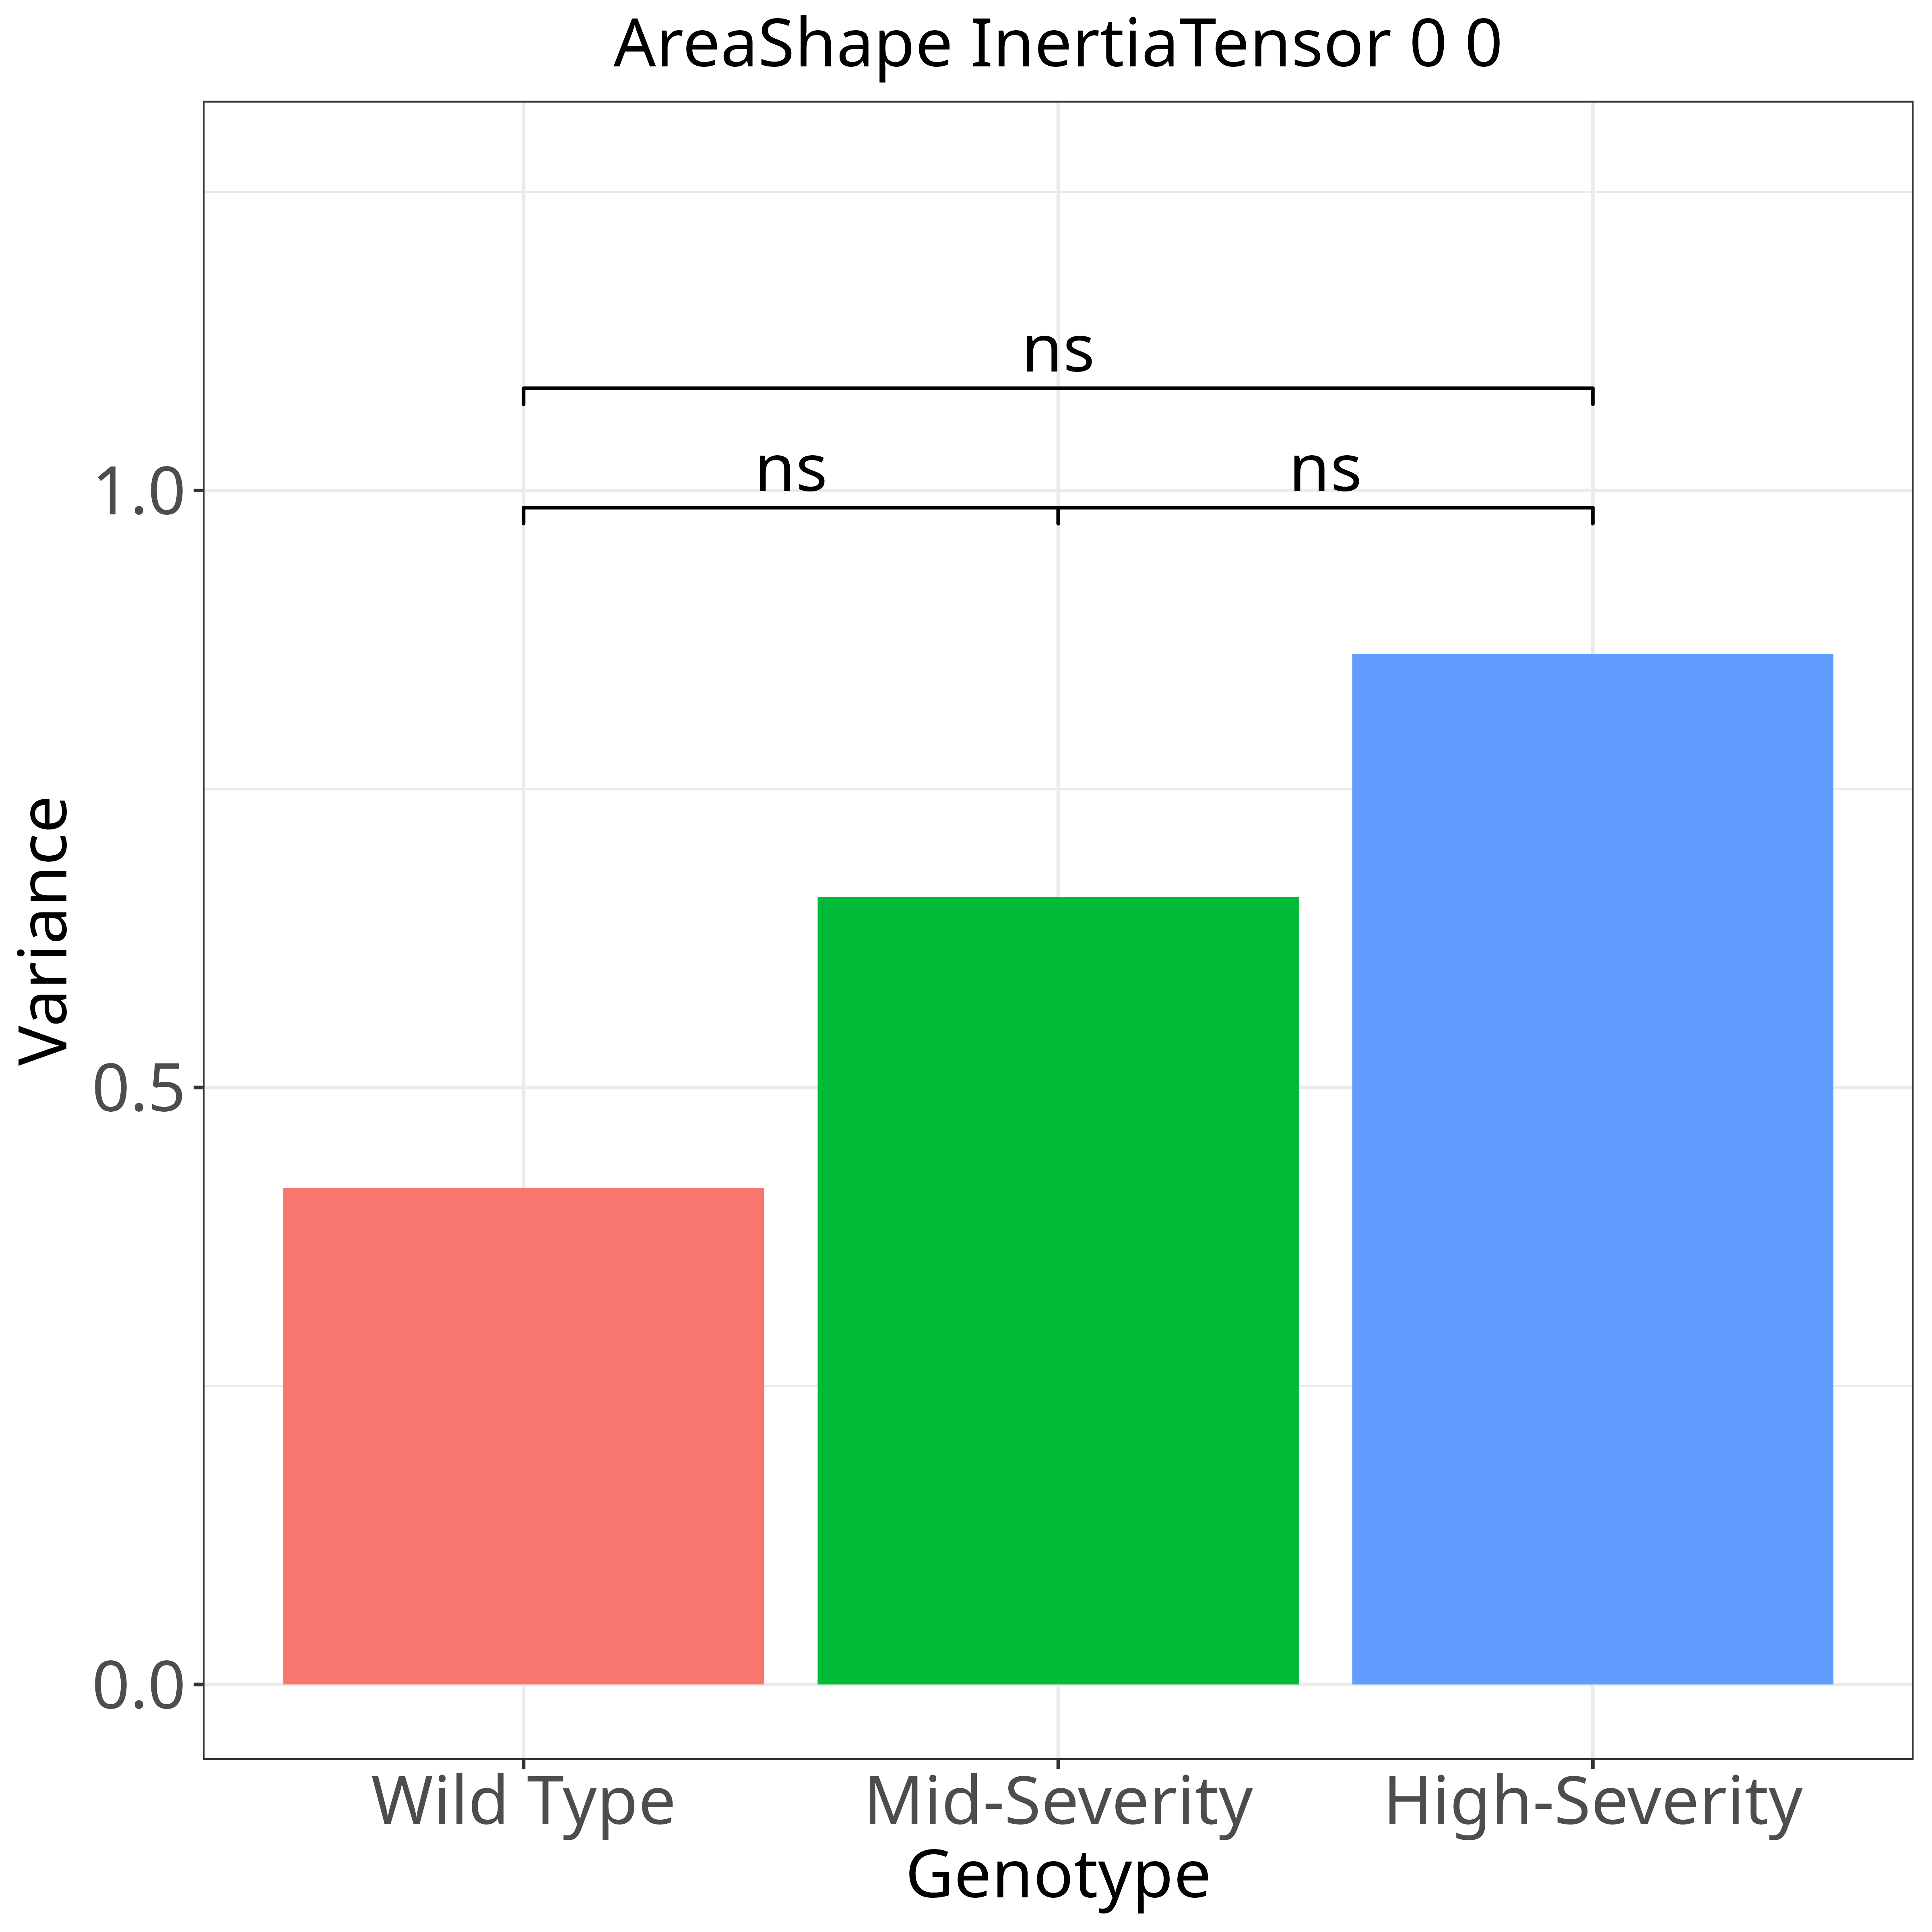 AreaShape InertiaTensor 0 0
ns
ns ns
1.0
0.5
0.0
Variance
Wild Type Mid-Severity High-Severity
Genotype